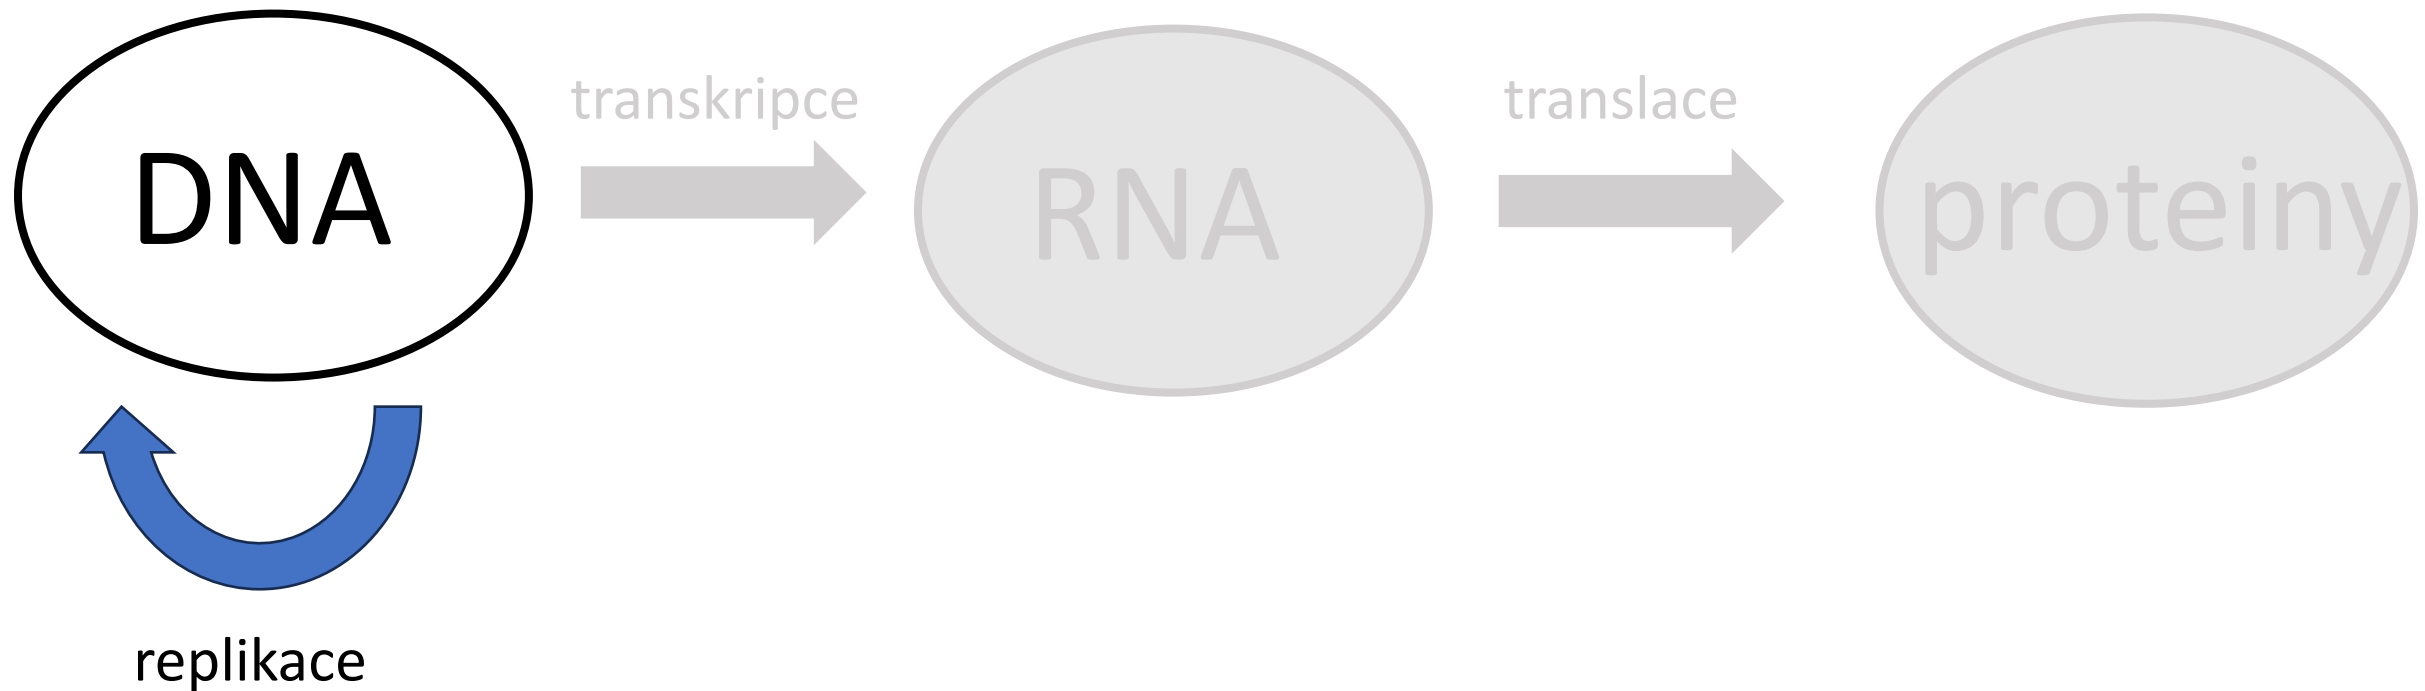 transkripce
translace
DNA
RNA
proteiny
replikace